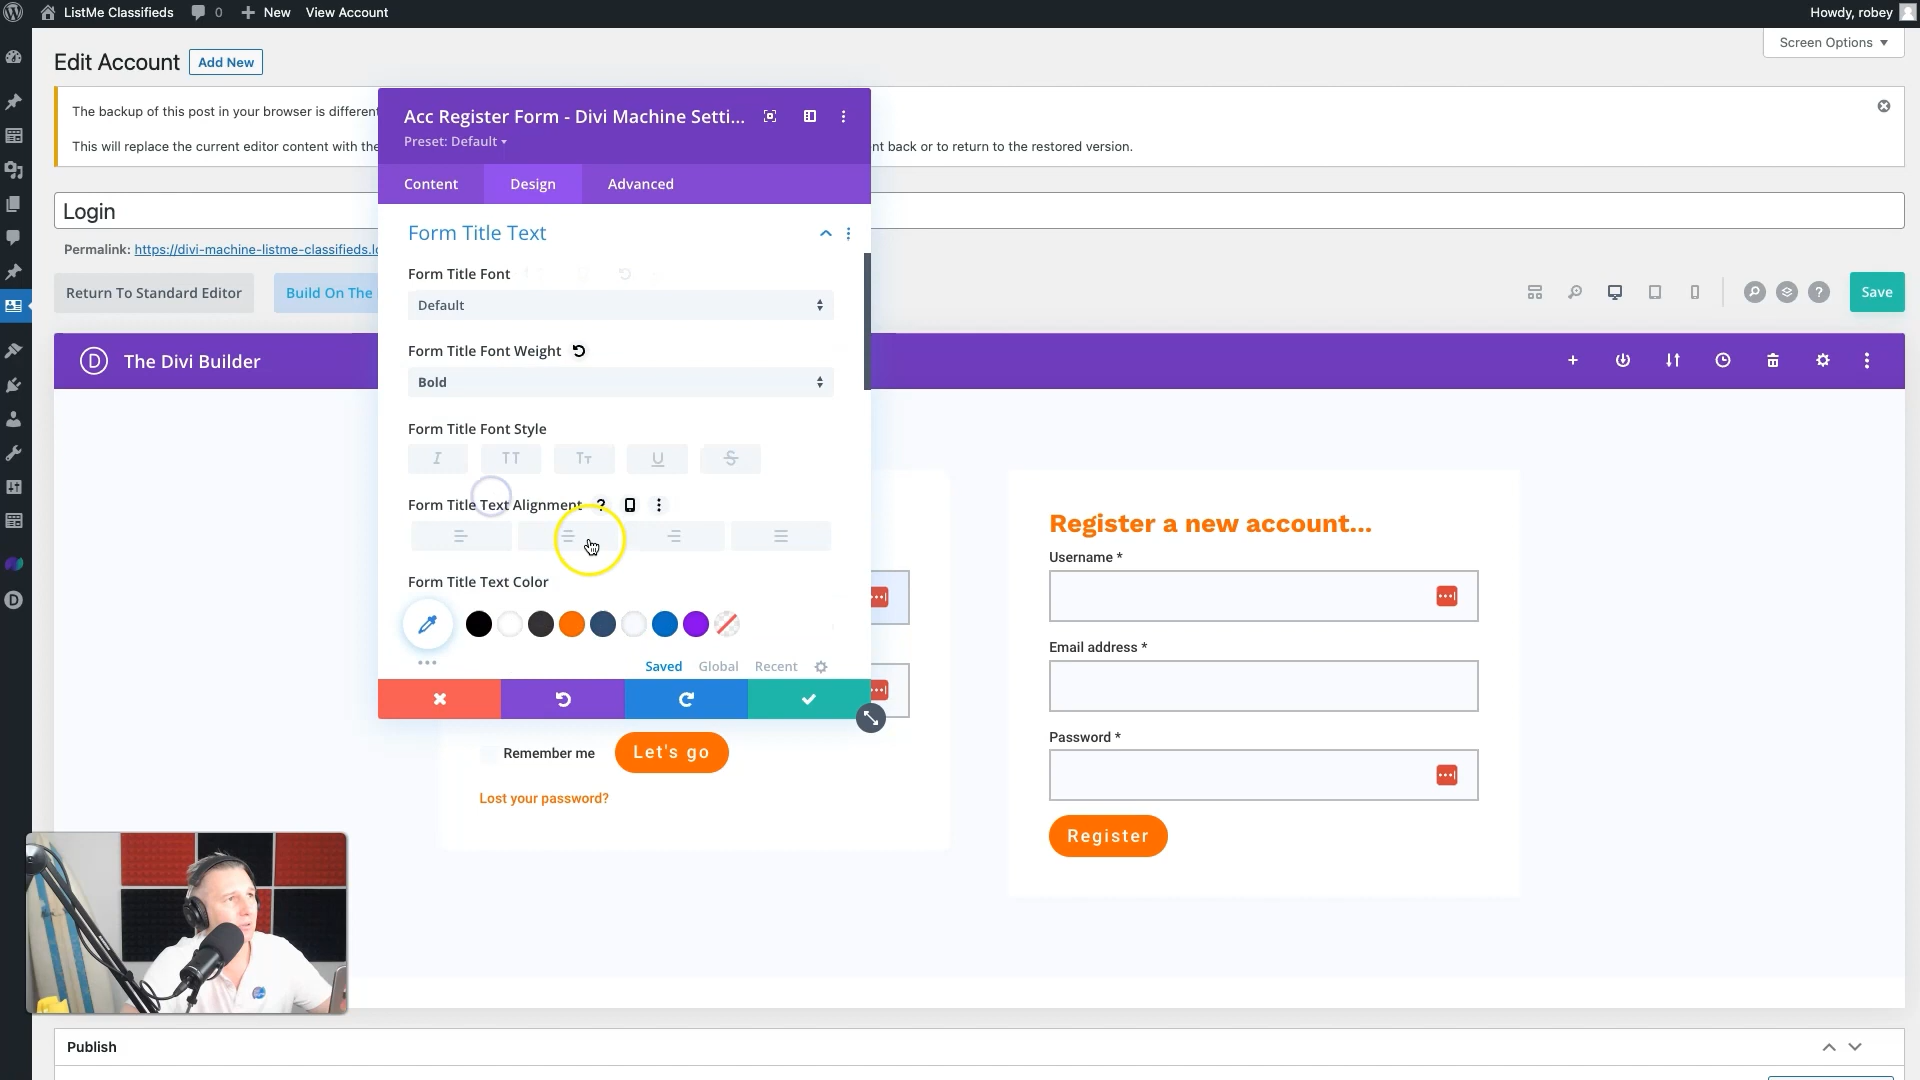 ListMe Classifieds
0
New
View Account
Howdy, robey
Screen Options
Edit Account
Add New
The backup of this post in your browser is different
This will replace the current editor content with the
nt back or to return to the restored version.
Login
Permalink: https://divi-machine-listme-classifieds.lo
Return To Standard Editor
Build On The
?
Save
D The Divi Builder
Acc Register Form - Divi Machine Setti...
Preset: Default
Content
Design
Advanced
Form Title Text
Form Title Font
Default
Form Title Font Weight
Bold
Form Title Font Style
I
TT
Tт
U
S
Form Title Text Alignment ?
Form Title Text Color
Saved
Global
Recent
Remember me
Let's go
Lost your password?
Register a new account...
Username *
Email address *
Password *
Register
Publish